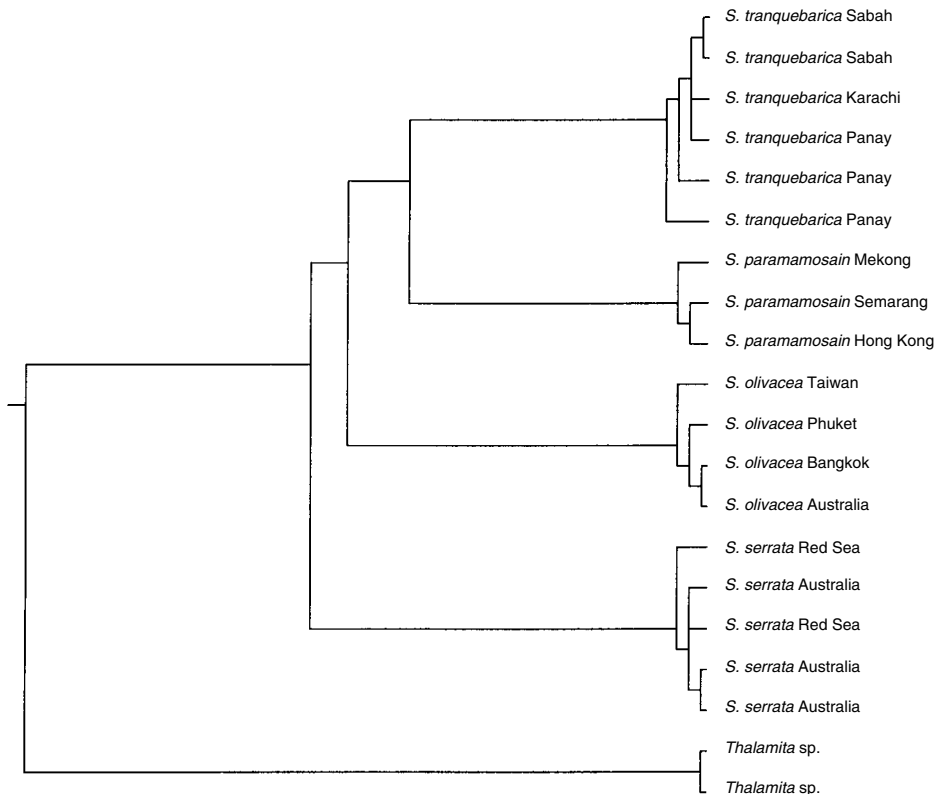 S. tranquebarica Sabah
S. tranquebarica Sabah
S. tranquebarica Karachi
S. tranquebarica Panay
S. tranquebarica Panay
S. tranquebarica Panay
S. paramamosain Mekong
S. paramamosain Semarang
S. paramamosain Hong Kong
S. olivacea Taiwan
S. olivacea Phuket
S. olivacea Bangkok
S. olivacea Australia
S. serrata Red Sea
S. serrata Australia
S. serrata Red Sea
S. serrata Australia
S. serrata Australia
Thalamita sp.
Thalamita sp.